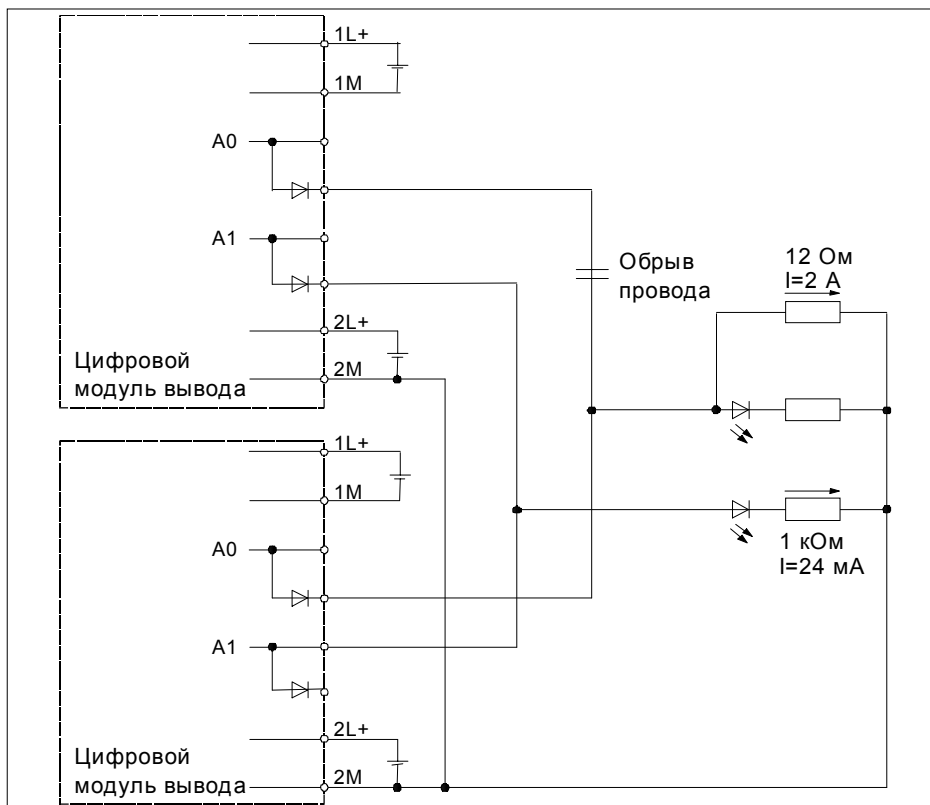 1L+
1M
A0
A1
2L+
2M
Цифровой
модуль вывода
Обрыв
провода
12 Ом
I=2 А
1L+
1M
A0
A1
2L+
2M
Цифровой
модуль вывода
1 кОм
I=24 мА